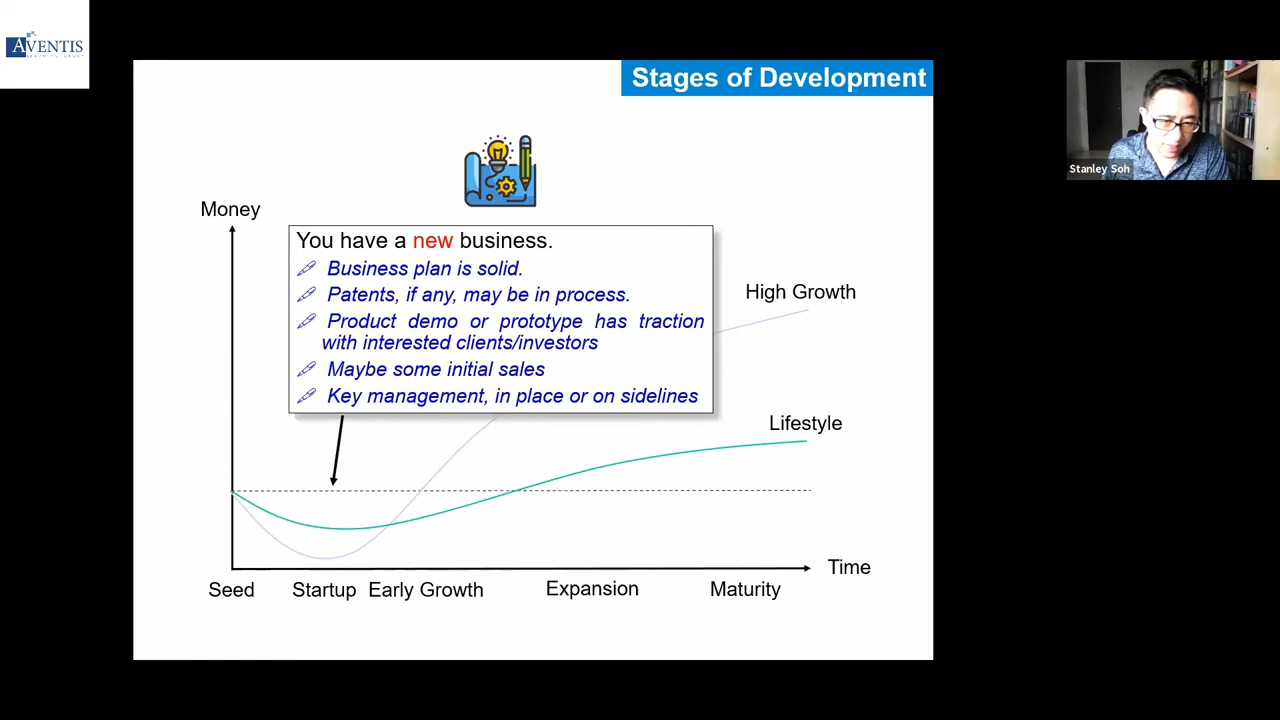 AVENTIS
Stages of Development
Stanley Soh
Money
You have a new business.
Business plan is solid.
Patents, if any, may be in process.
Product demo or prototype has traction
with interested clients/investors
Maybe some initial sales
Key management, in place or on sidelines
High Growth
Lifestyle
Time
Seed
Startup
Early Growth
Expansion
Maturity